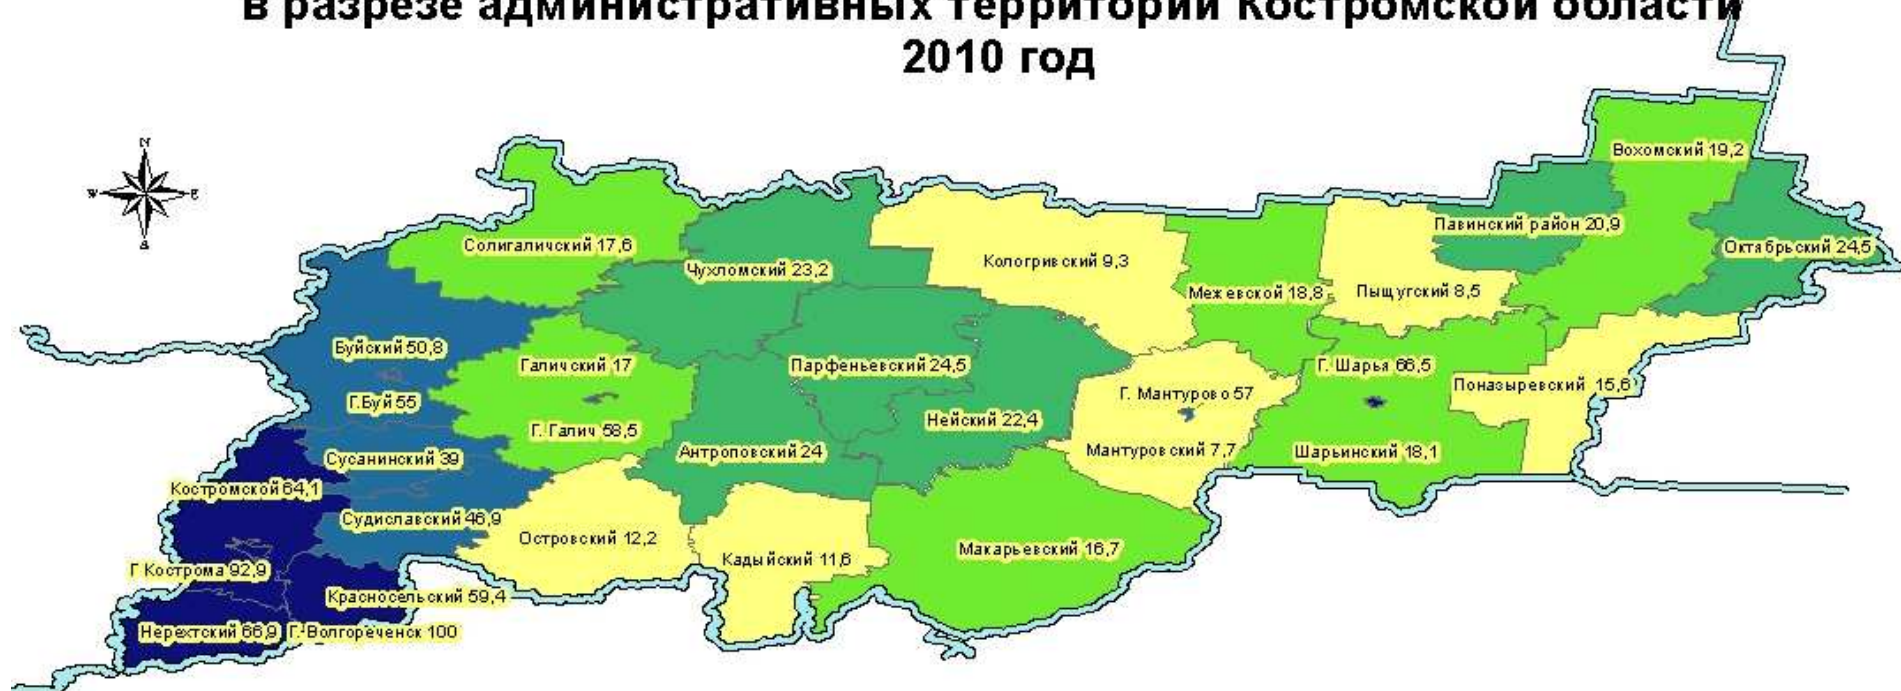 в разрезе административных территорий Костромской области
2010 год
N
W
E
S
Вохомский 19,2
Павинский район 20,9
Солигаличский 17,6
Октябрьский 24,5
Кологривский 9,3
Чухломский 23,2
Межевской 18,8
Пыщугский 8,5
Буйский 50,8
Галичский 17
Парфеньевский 24,5
Г. Шарья 66,5
Поназыревский 15,6
Г. Мантурово 57
Г.Буй 55
Г. Галич 58,5
Нейский 22,4
Сусанинский 39
Антроповский 24
Мантуровский 7,7
Шарьинский 18,1
Костромской 64,1
Судиславский 46,9
Островский 12,2
Кадыйский 11,6
Макарьевский 16,7
Г Кострома 92,9
Красносельский 59,4
Нерехтский 66,9
Г. Волгореченск 100